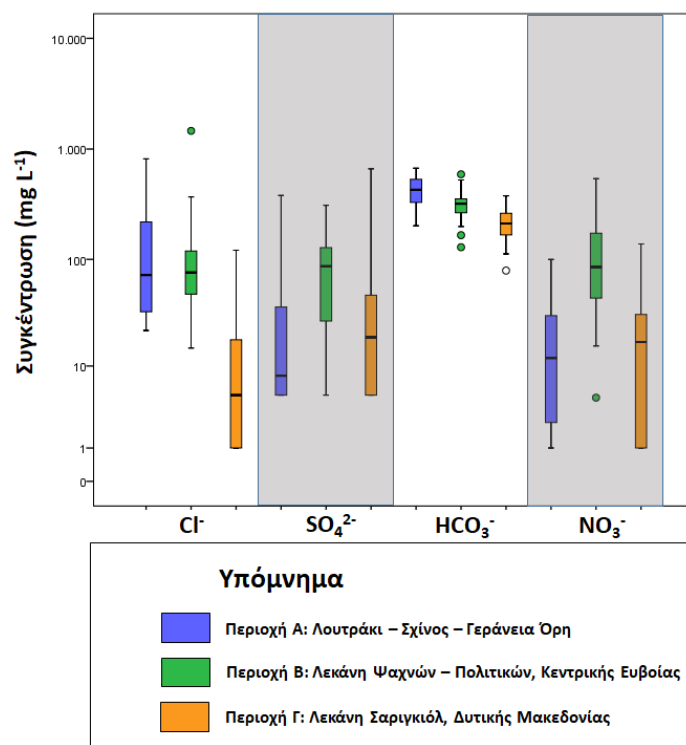 Συγκέντρωση (mg L-1)
10.000
1.000
100
10
1
0
Cl-
SO42-
HCO3-
NO3-
Υπόμνημα
Περιοχή Α: Λουτράκι – Σχίνος – Γεράνεια Όρη
Περιοχή Β: Λεκάνη Ψαχνών – Πολιτικών, Κεντρικής Ευβοίας
Περιοχή Γ: Λεκάνη Σαριγκιόλ, Δυτικής Μακεδονίας